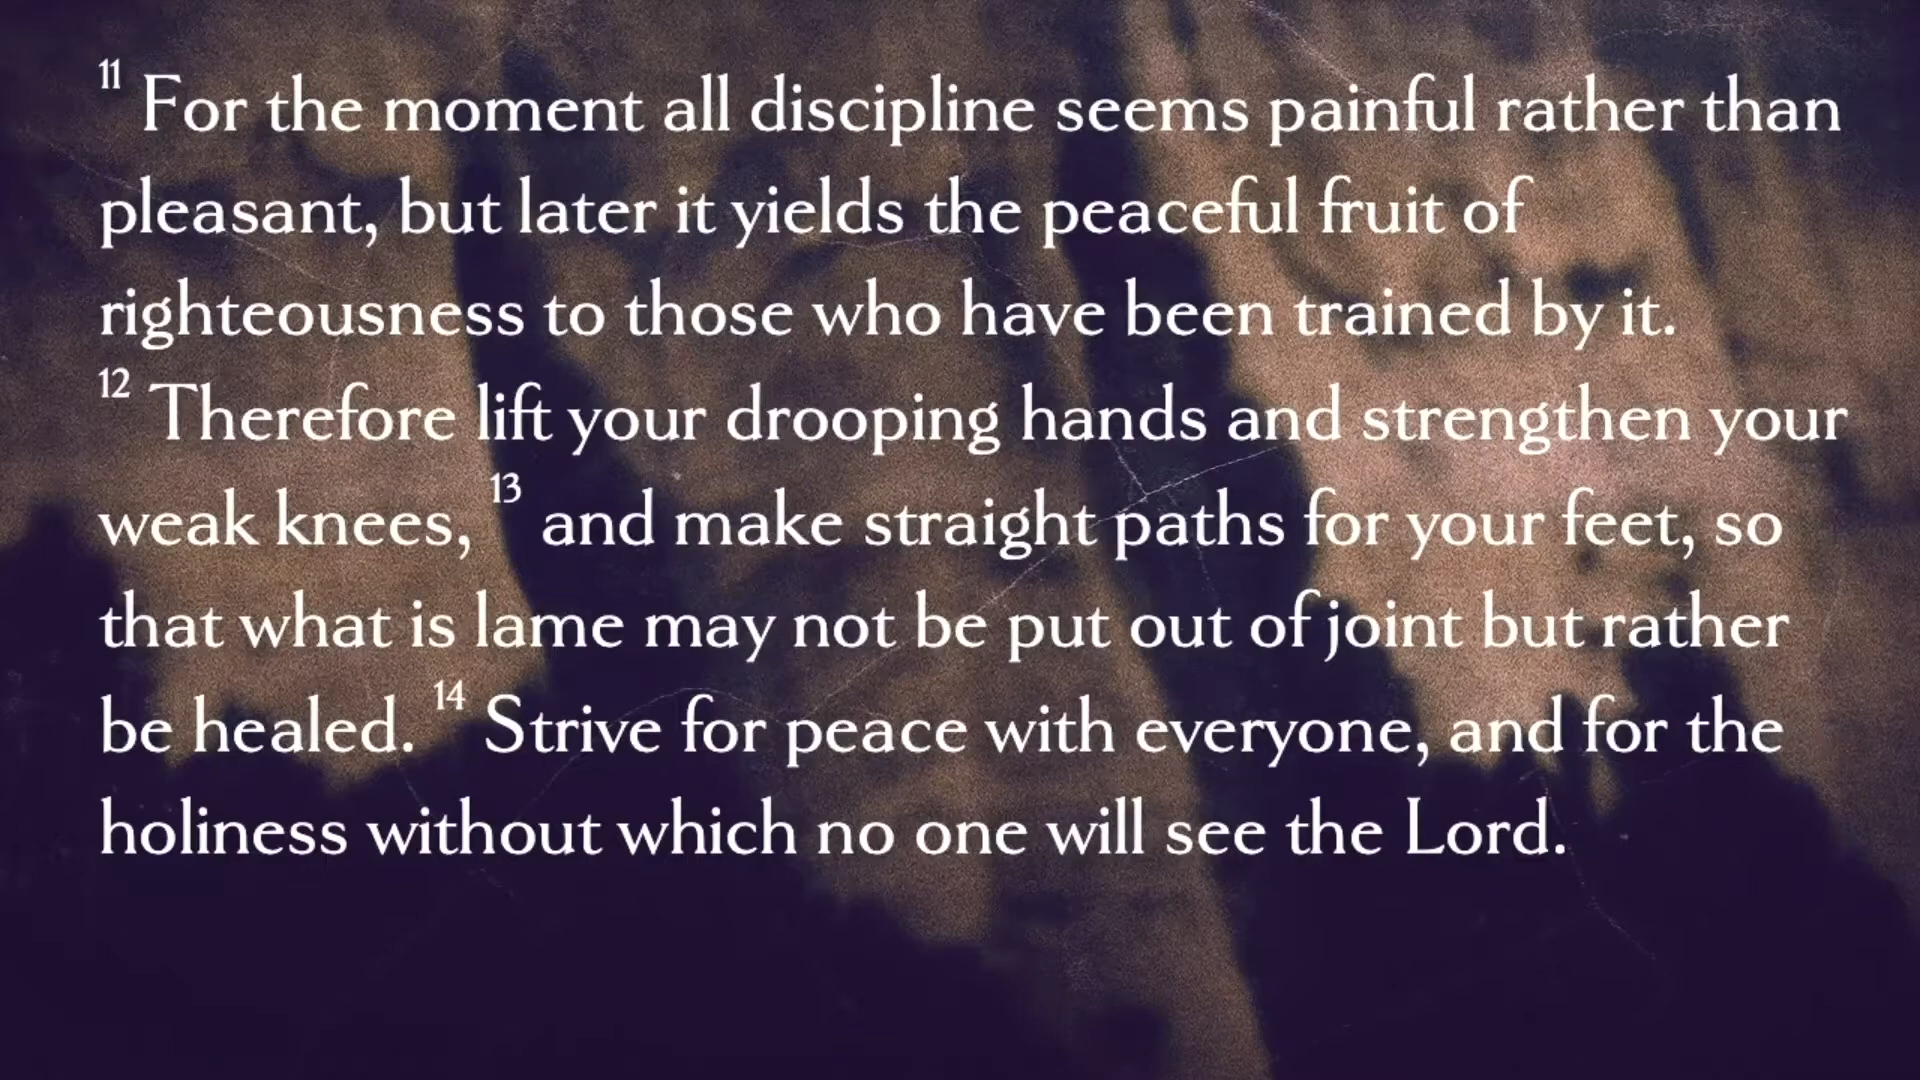 11 For the moment all discipline seems painful rather than
pleasant, but later it yields the peaceful fruit of
righteousness to those who have been trained by it.
12 Therefore lift your drooping hands and strengthen your
weak knees, 13 and make straight paths for your feet, so
that what is lame may not be put out of joint but rather
be healed. 14 Strive for peace with everyone, and for the
holiness without which no one will see the Lord.